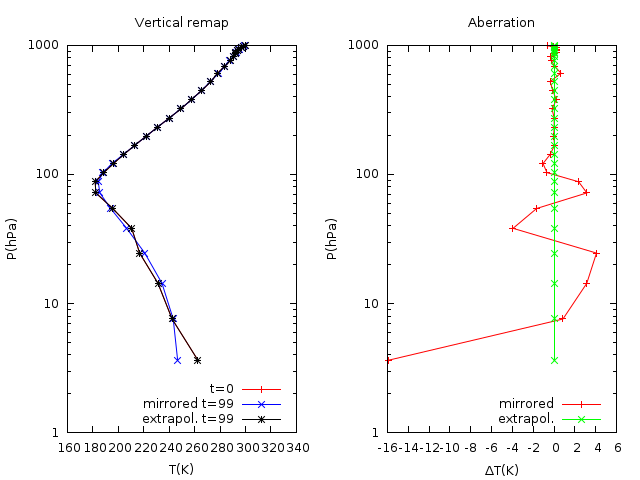 Vertical remap
1000
100
10
1
P(hPa)
t=0
mirrored t=99
extrapol. t=99
160 180 200 220 240 260 280 300 320 340
T(K)
Aberration
1000
100
10
1
P(hPa)
mirrored
extrapol.
-16 -14 -12 -10 -8 -6 -4 -2 0 2 4 6
ΔT(K)